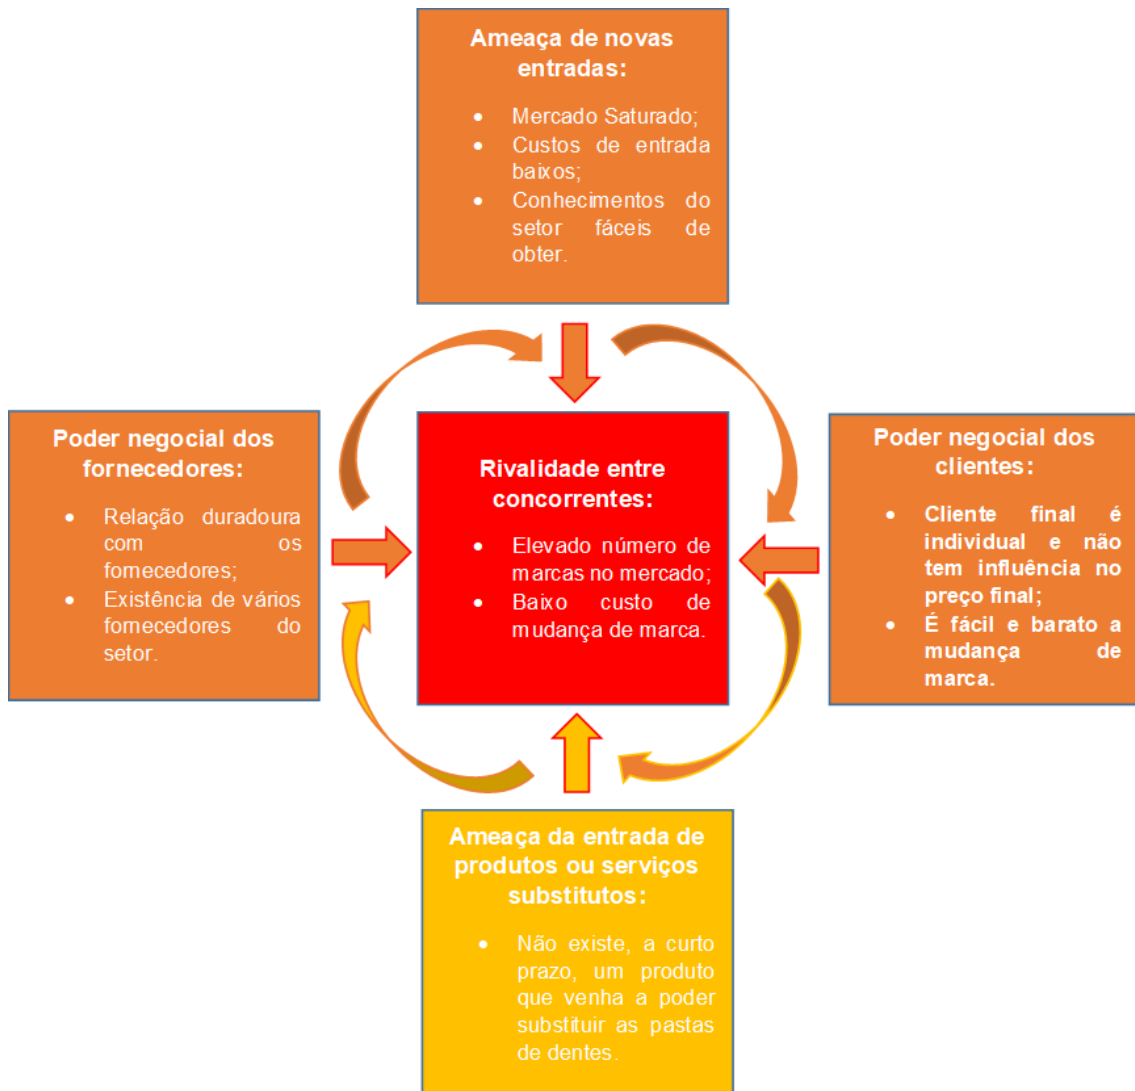 Ameaça de novas
entradas:
• Mercado Saturado;
• Custos de entrada
baixos;
• Conhecimentos do
setor fáceis de
obter.
Poder negocial dos
fornecedores:
• Relação duradoura
com os
fornecedores;
• Existência de vários
fornecedores do
setor.
Rivalidade entre
concorrentes:
• Elevado número de
marcas no mercado;
• Baixo custo de
mudança de marca.
Poder negocial dos
clientes:
• Cliente final é
individual e não
tem influência no
preço final;
• É fácil e barato a
mudança de
marca.
Ameaça da entrada de
produtos ou serviços
substitutos:
• Não existe, a curto
prazo, um produto
que venha a poder
substituir as pastas
de dentes.